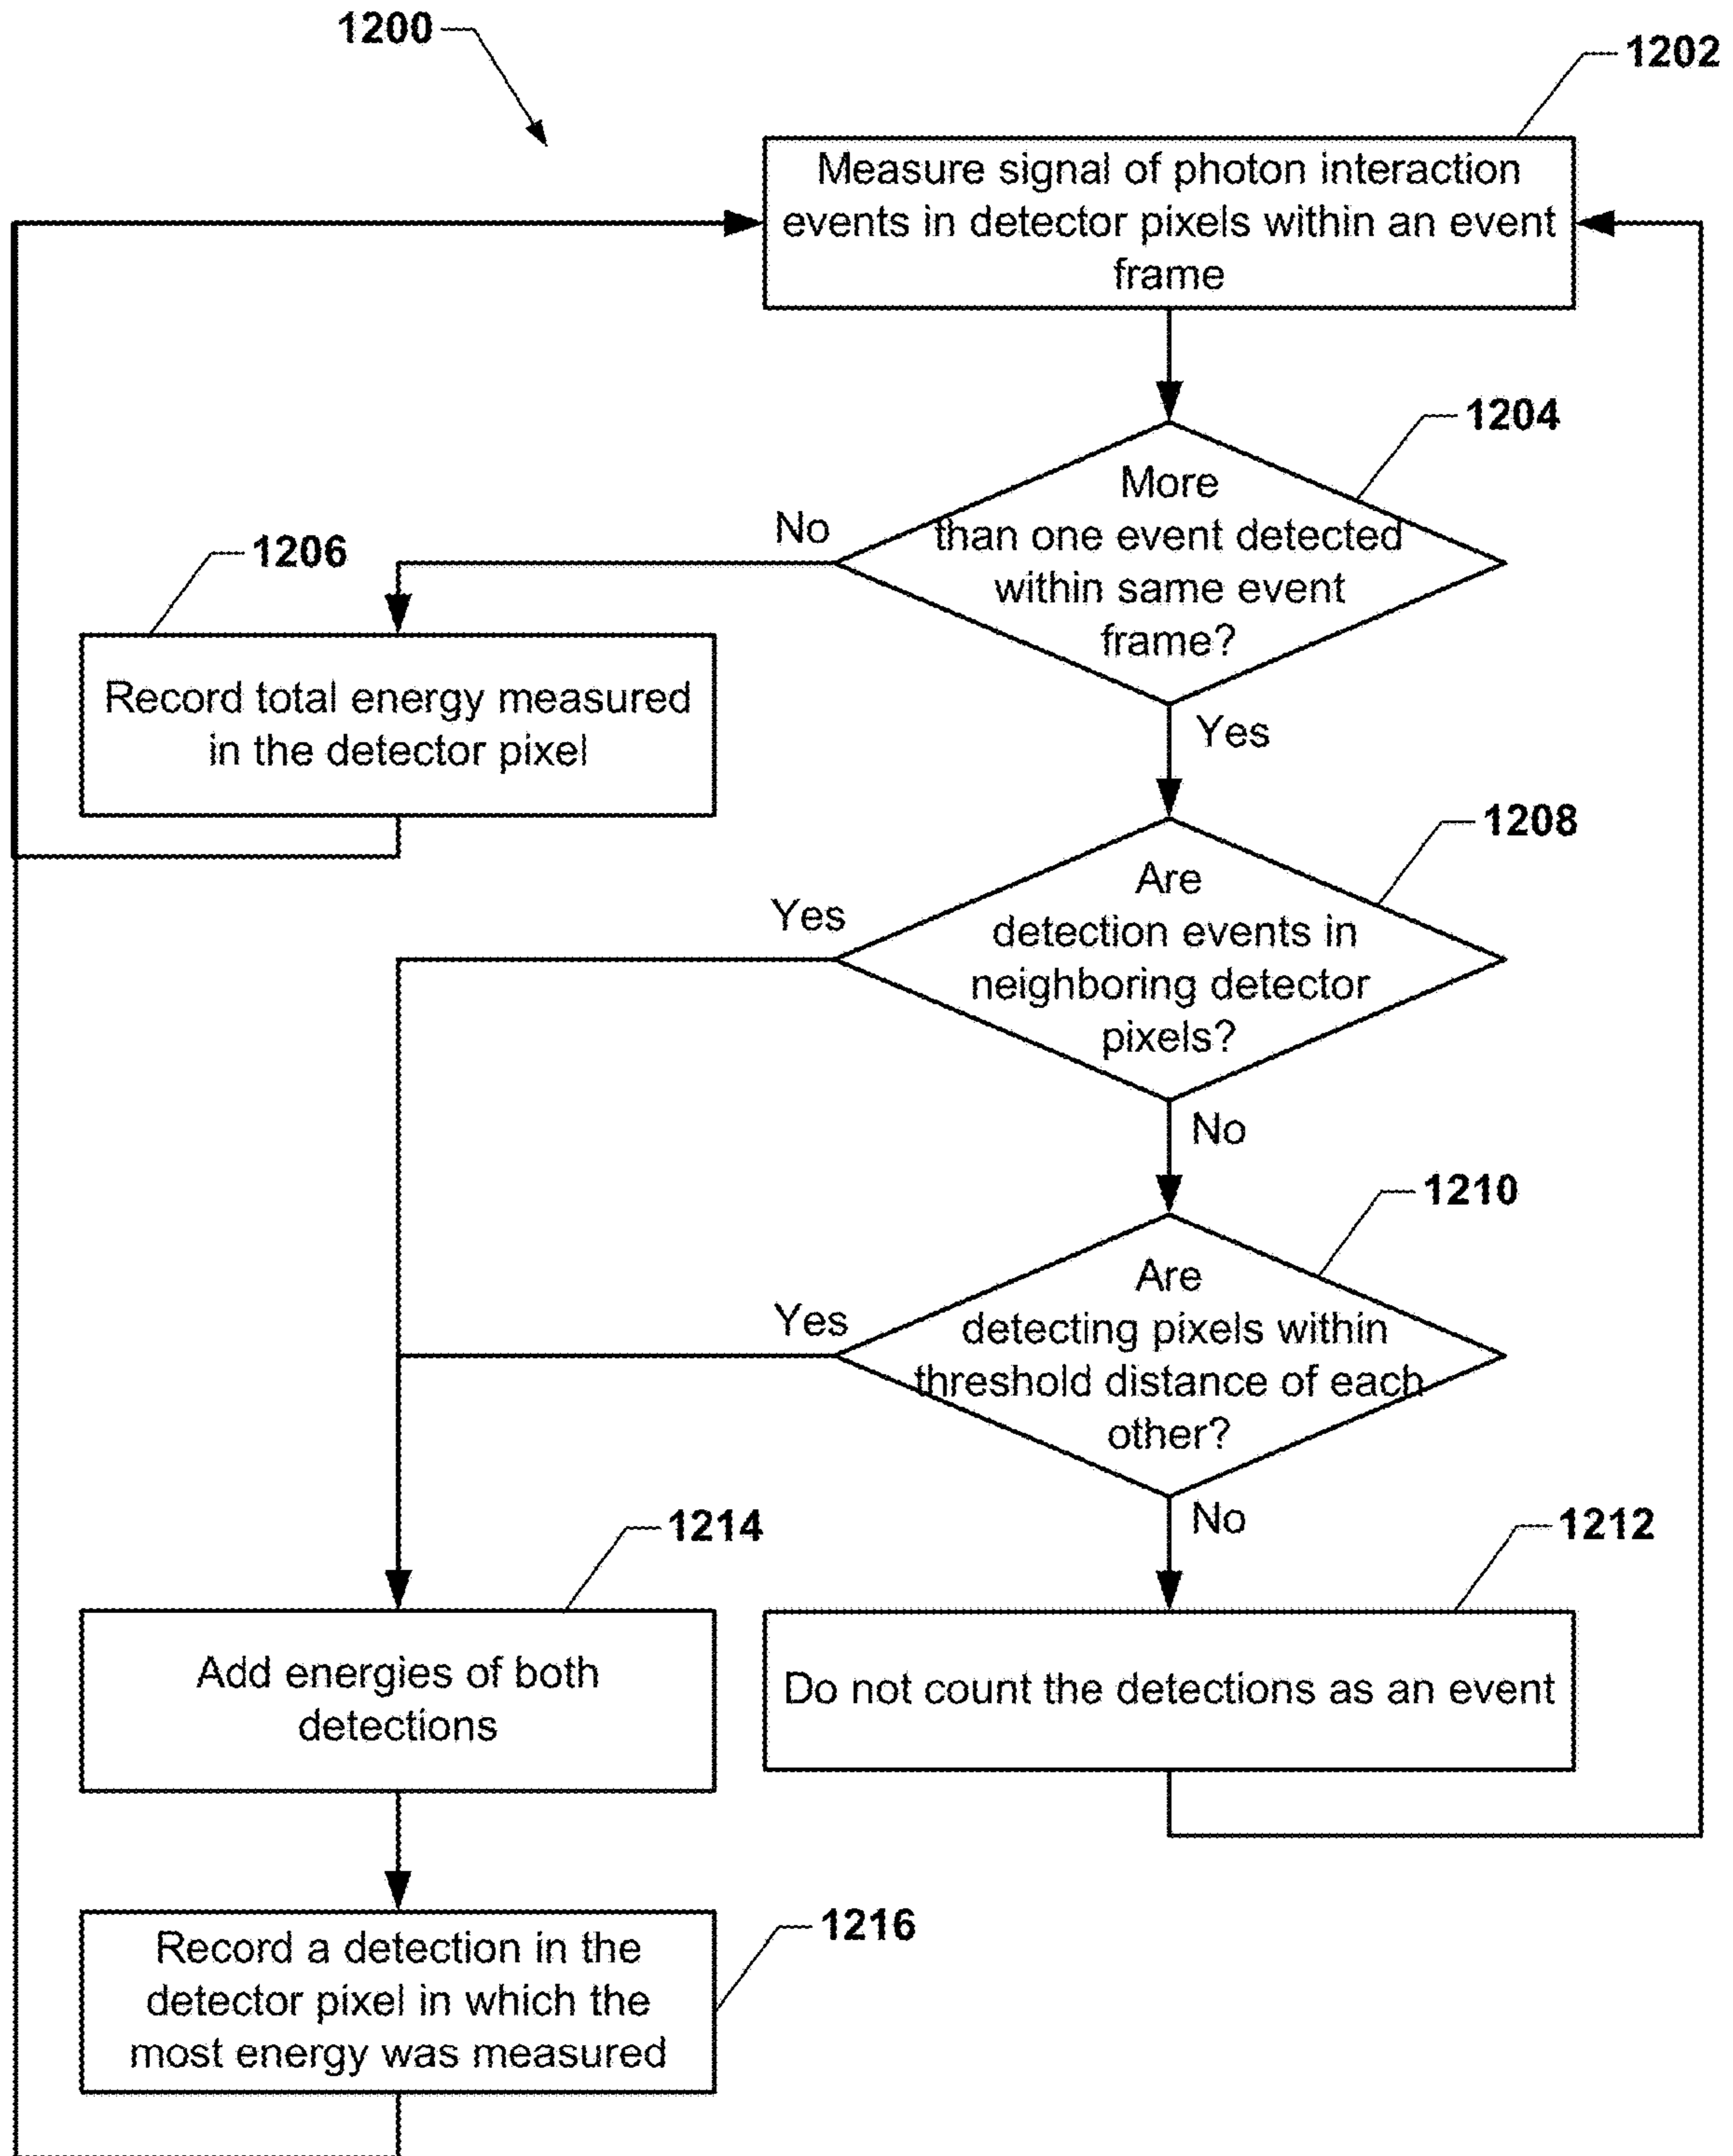 1200
1202
Measure signal of photon interaction
events in detector pixels within an event
frame
1204
More
than one event detected
within same event
frame?
No
Yes
1206
Record total energy measured
in the detector pixel
1208
Are
detection events in
neighboring detector
pixels?
Yes
No
1210
Are
detecting pixels within
threshold distance of each
other?
Yes
No
1214
Add energies of both
detections
1212
Do not count the detections as an event
1216
Record a detection in the
detector pixel in which the
most energy was measured